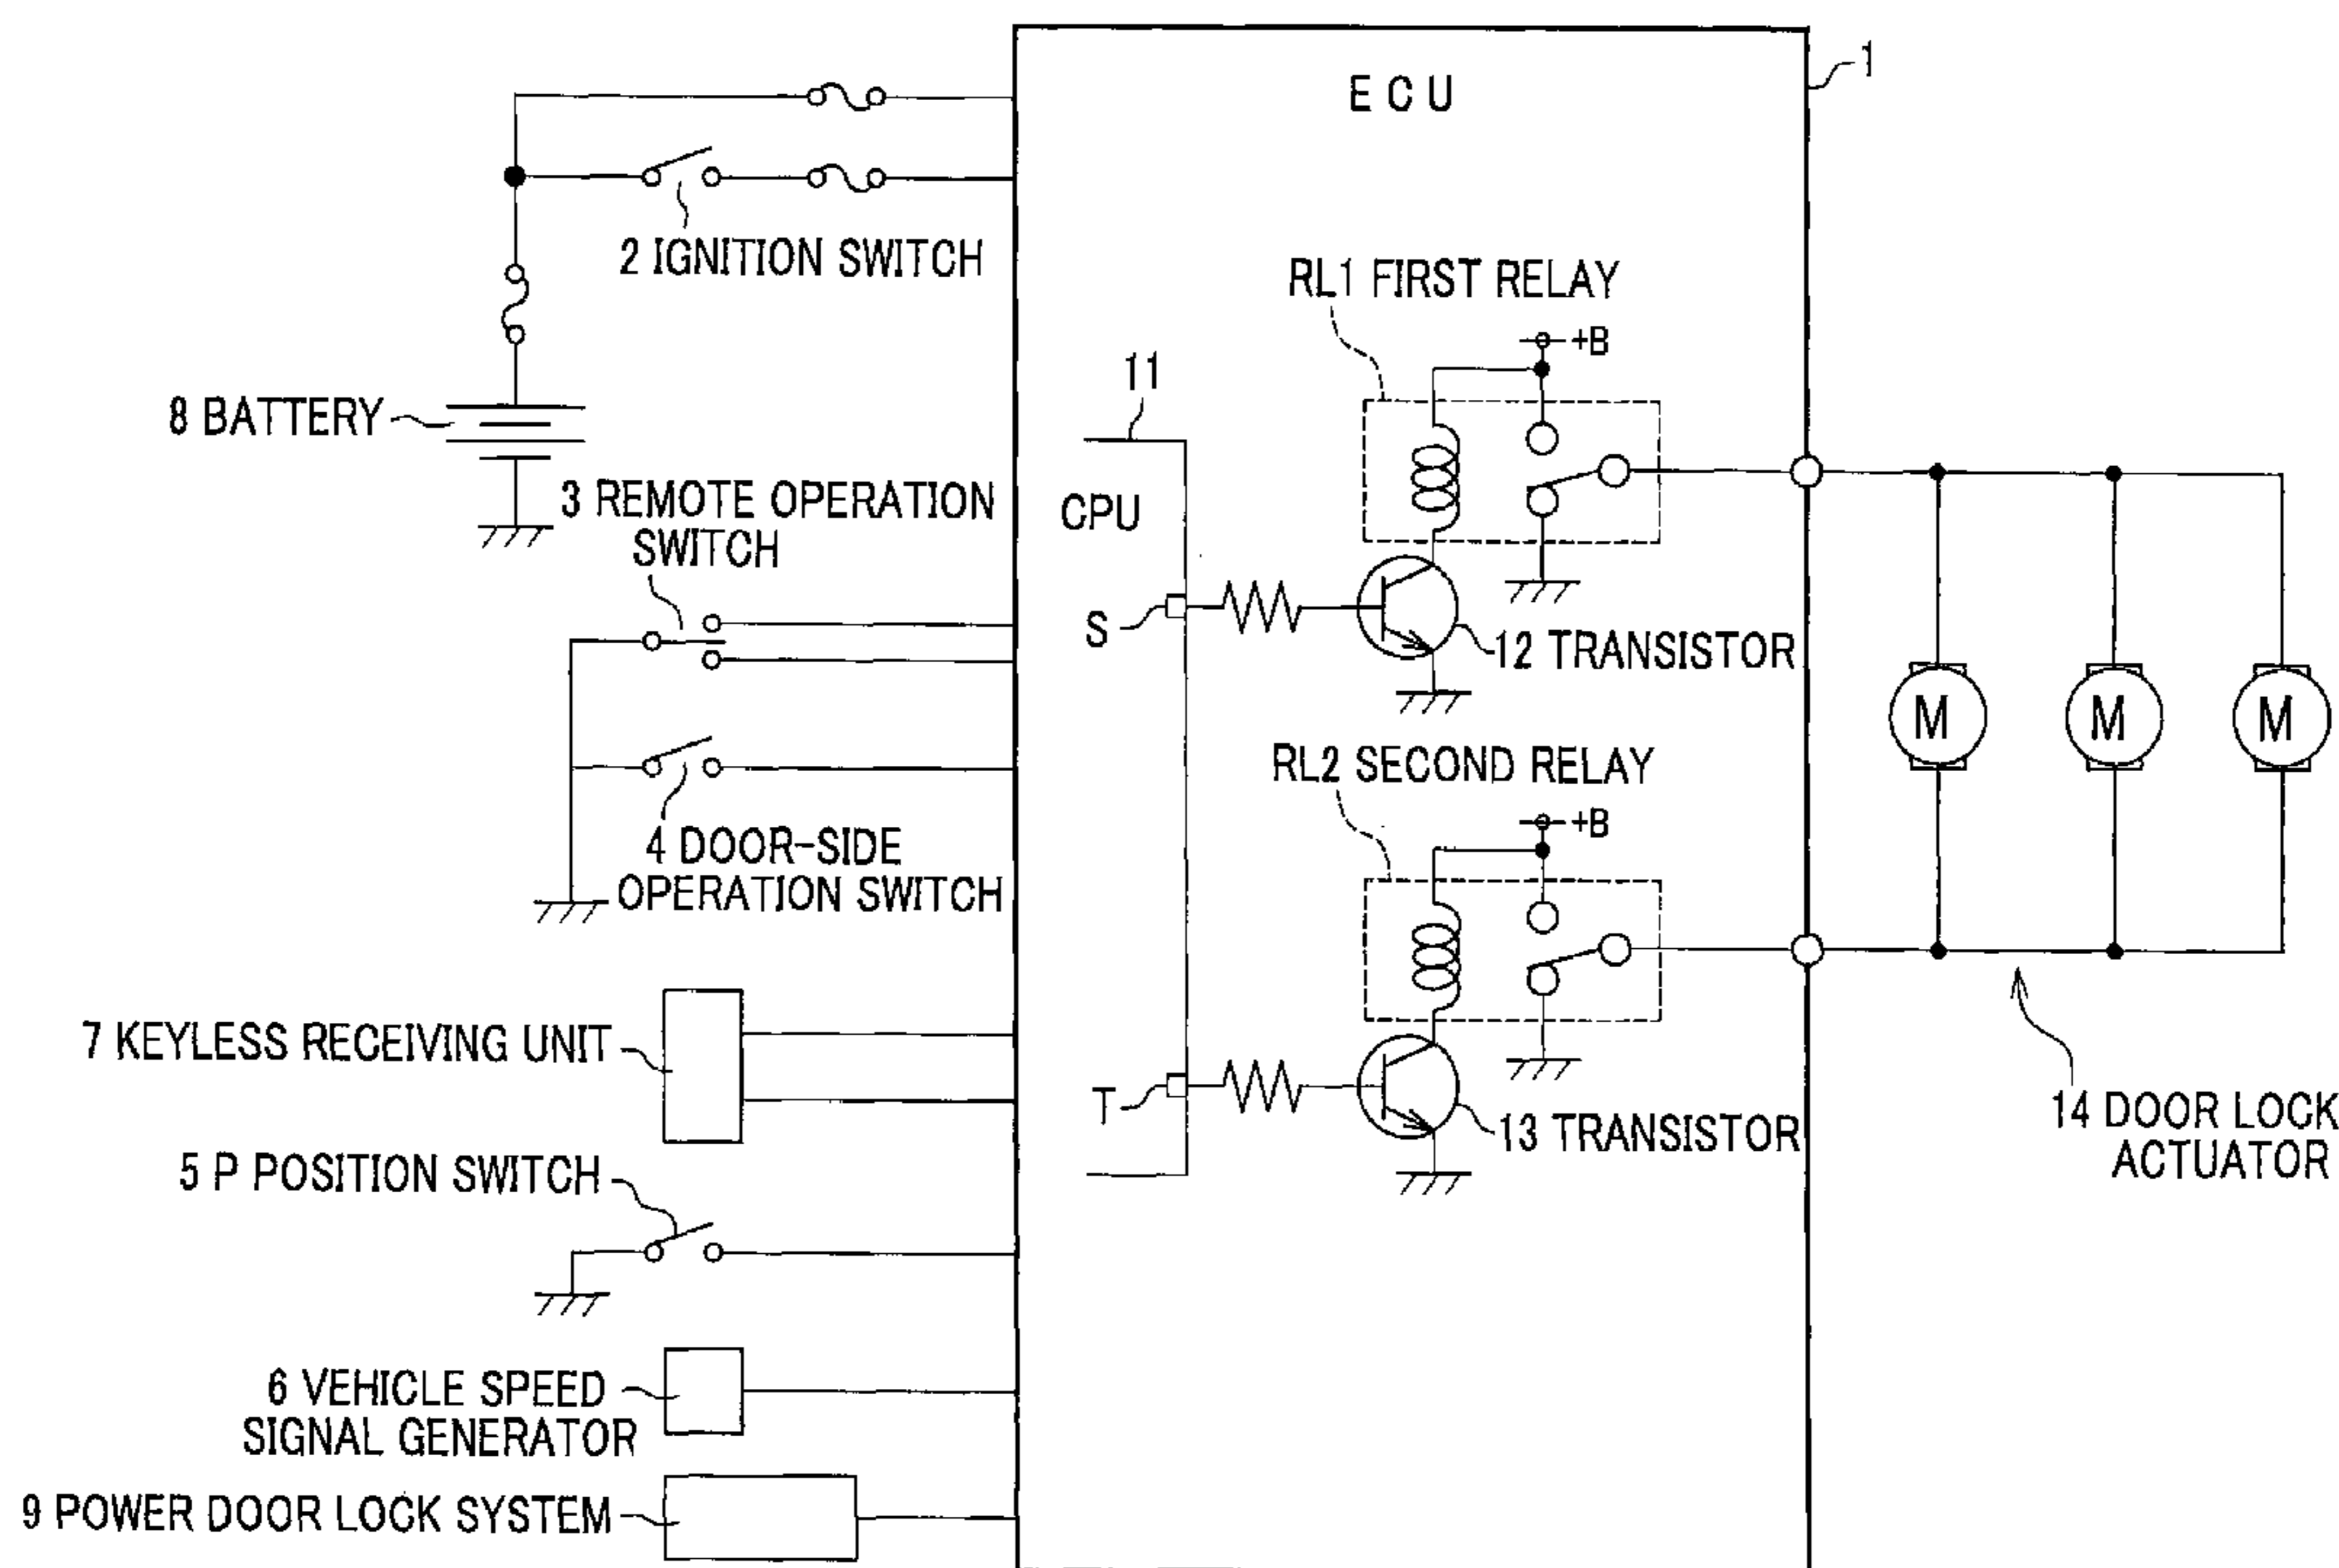 1
E C U
2 IGNITION SWITCH
RL1 FIRST RELAY
+B
11
8 BATTERY
3 REMOTE OPERATION
SWITCH
CPU
S
12 TRANSISTOR
M M M
RL2 SECOND RELAY
+B
4 DOOR-SIDE
OPERATION SWITCH
7 KEYLESS RECEIVING UNIT
T
13 TRANSISTOR
14 DOOR LOCK
ACTUATOR
5 P POSITION SWITCH
6 VEHICLE SPEED
SIGNAL GENERATOR
9 POWER DOOR LOCK SYSTEM